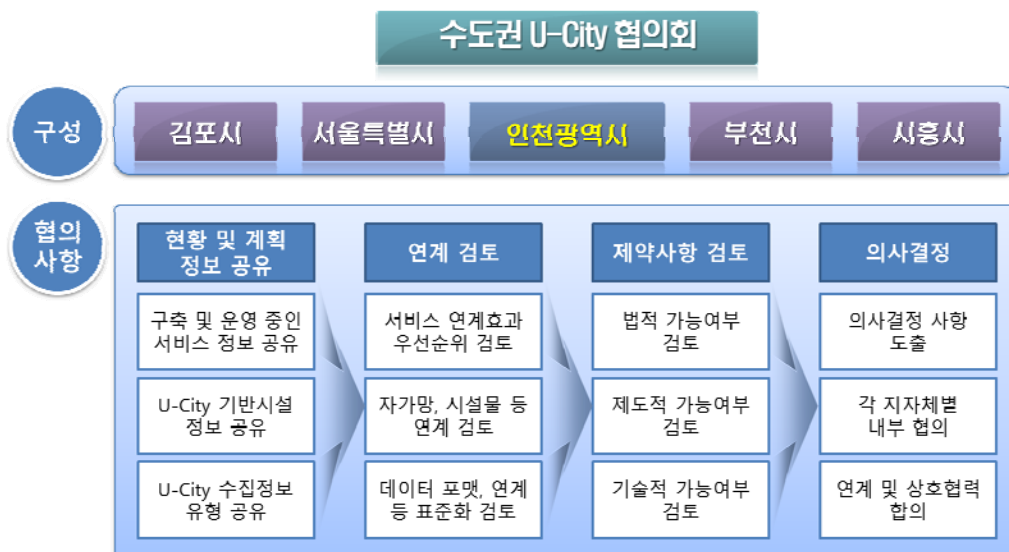 수도권 U-City 협의회
구성
김포시
서울특별시
인천광역시
부천시
시흥시
협의
사항
현황 및 계획
정보 공유
연계 검토
제약사항 검토
의사결정
구축 및 운영 중인
서비스 정보 공유
서비스 연계효과
우선순위 검토
법적 가능여부
검토
의사결정 사항
도출
U-City 기반시설
정보 공유
자가망, 시설물 등
연계 검토
제도적 가능여부
검토
각 지자체별
내부 협의
U-City 수집정보
유형 공유
데이터 포맷, 연계
등 표준화 검토
기술적 가능여부
검토
연계 및 상호협력
합의